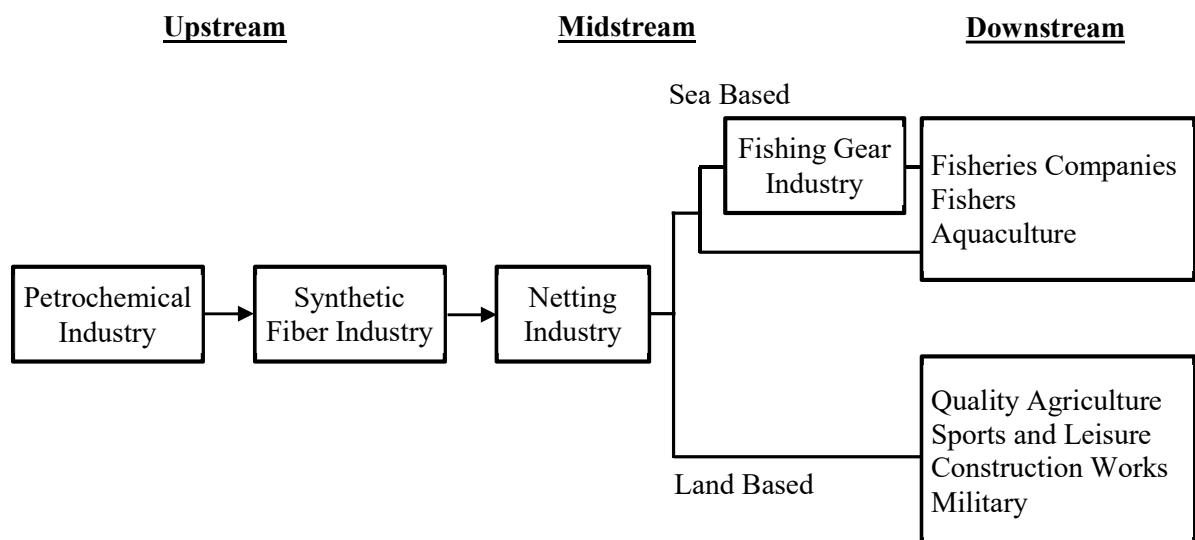 Upstream
Midstream
Downstream
Sea Based
Fishing Gear
Industry
Fisheries Companies
Fishers
Aquaculture
Petrochemical
Industry
Synthetic
Fiber Industry
Netting
Industry
Quality Agriculture
Sports and Leisure
Construction Works
Military
Land Based